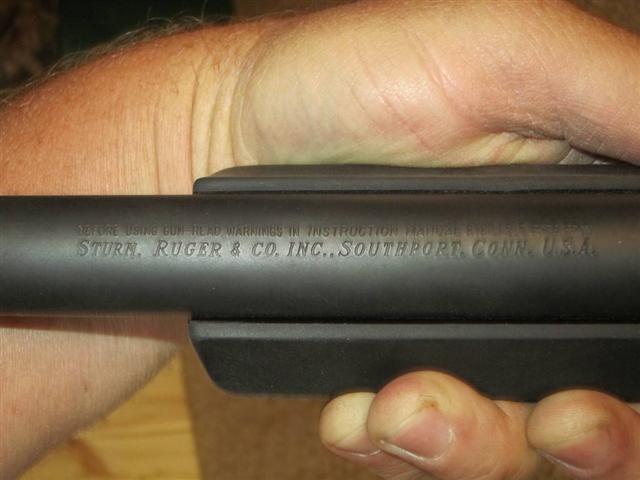 BEFORE USING GUN-READ WARNINGS IN INSTRUCTION MANUAL
STURM, RUGER & CO. INC., SOUTHPORT, CONN. U.S.A.